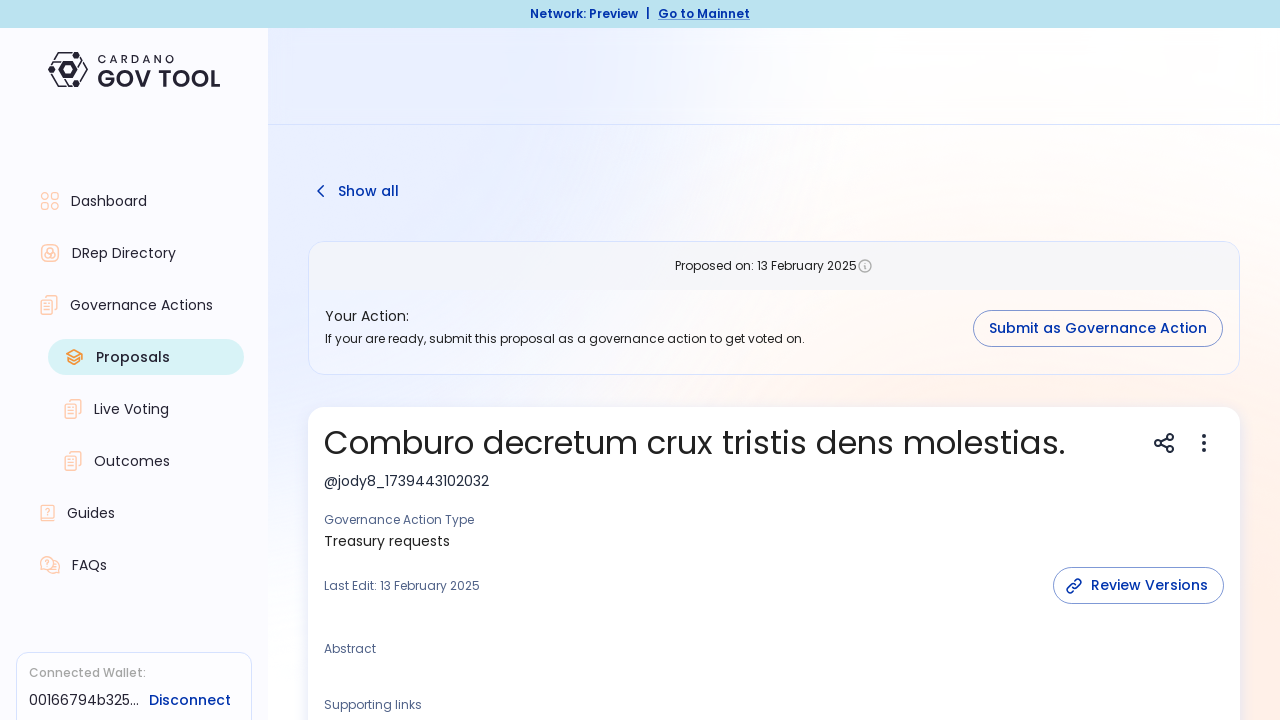 Network: Preview | Go to Mainnet
CARDANO
GOV TOOL
Dashboard
DRep Directory
Governance Actions
Proposals
Live Voting
Outcomes
Guides
FAQs
Connected Wallet:
00166794b325... Disconnect
Show all
Proposed on: 13 February 2025
Your Action:
If your are ready, submit this proposal as a governance action to get voted on.
Submit as Governance Action
Comburo decretum crux tristis dens molestias.
@jody8_1739443102032
Governance Action Type
Treasury requests
Last Edit: 13 February 2025
Review Versions
Abstract
Supporting links